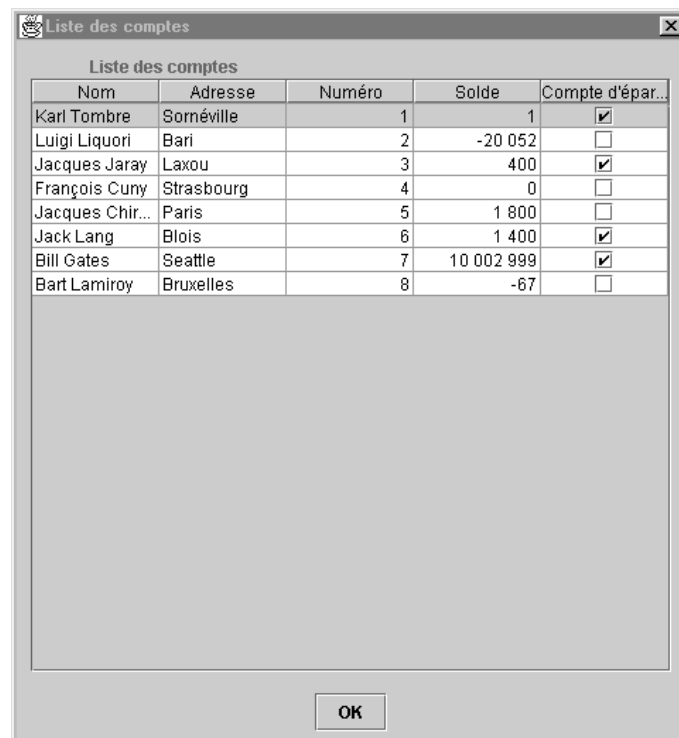 Liste des comptes
Liste des comptes
Nom Adresse Numéro Solde Compte d'épar...
Karl Tombre Sornéville 1 1
Luigi Liquori Bari 2 -20 052
Jacques Jaray Laxou 3 400
François Cuny Strasbourg 4 0
Jacques Chir... Paris 5 1 800
Jack Lang Blois 6 1 400
Bill Gates Seattle 7 10 002 999
Bart Lamiroy Bruxelles 8 -67
OK